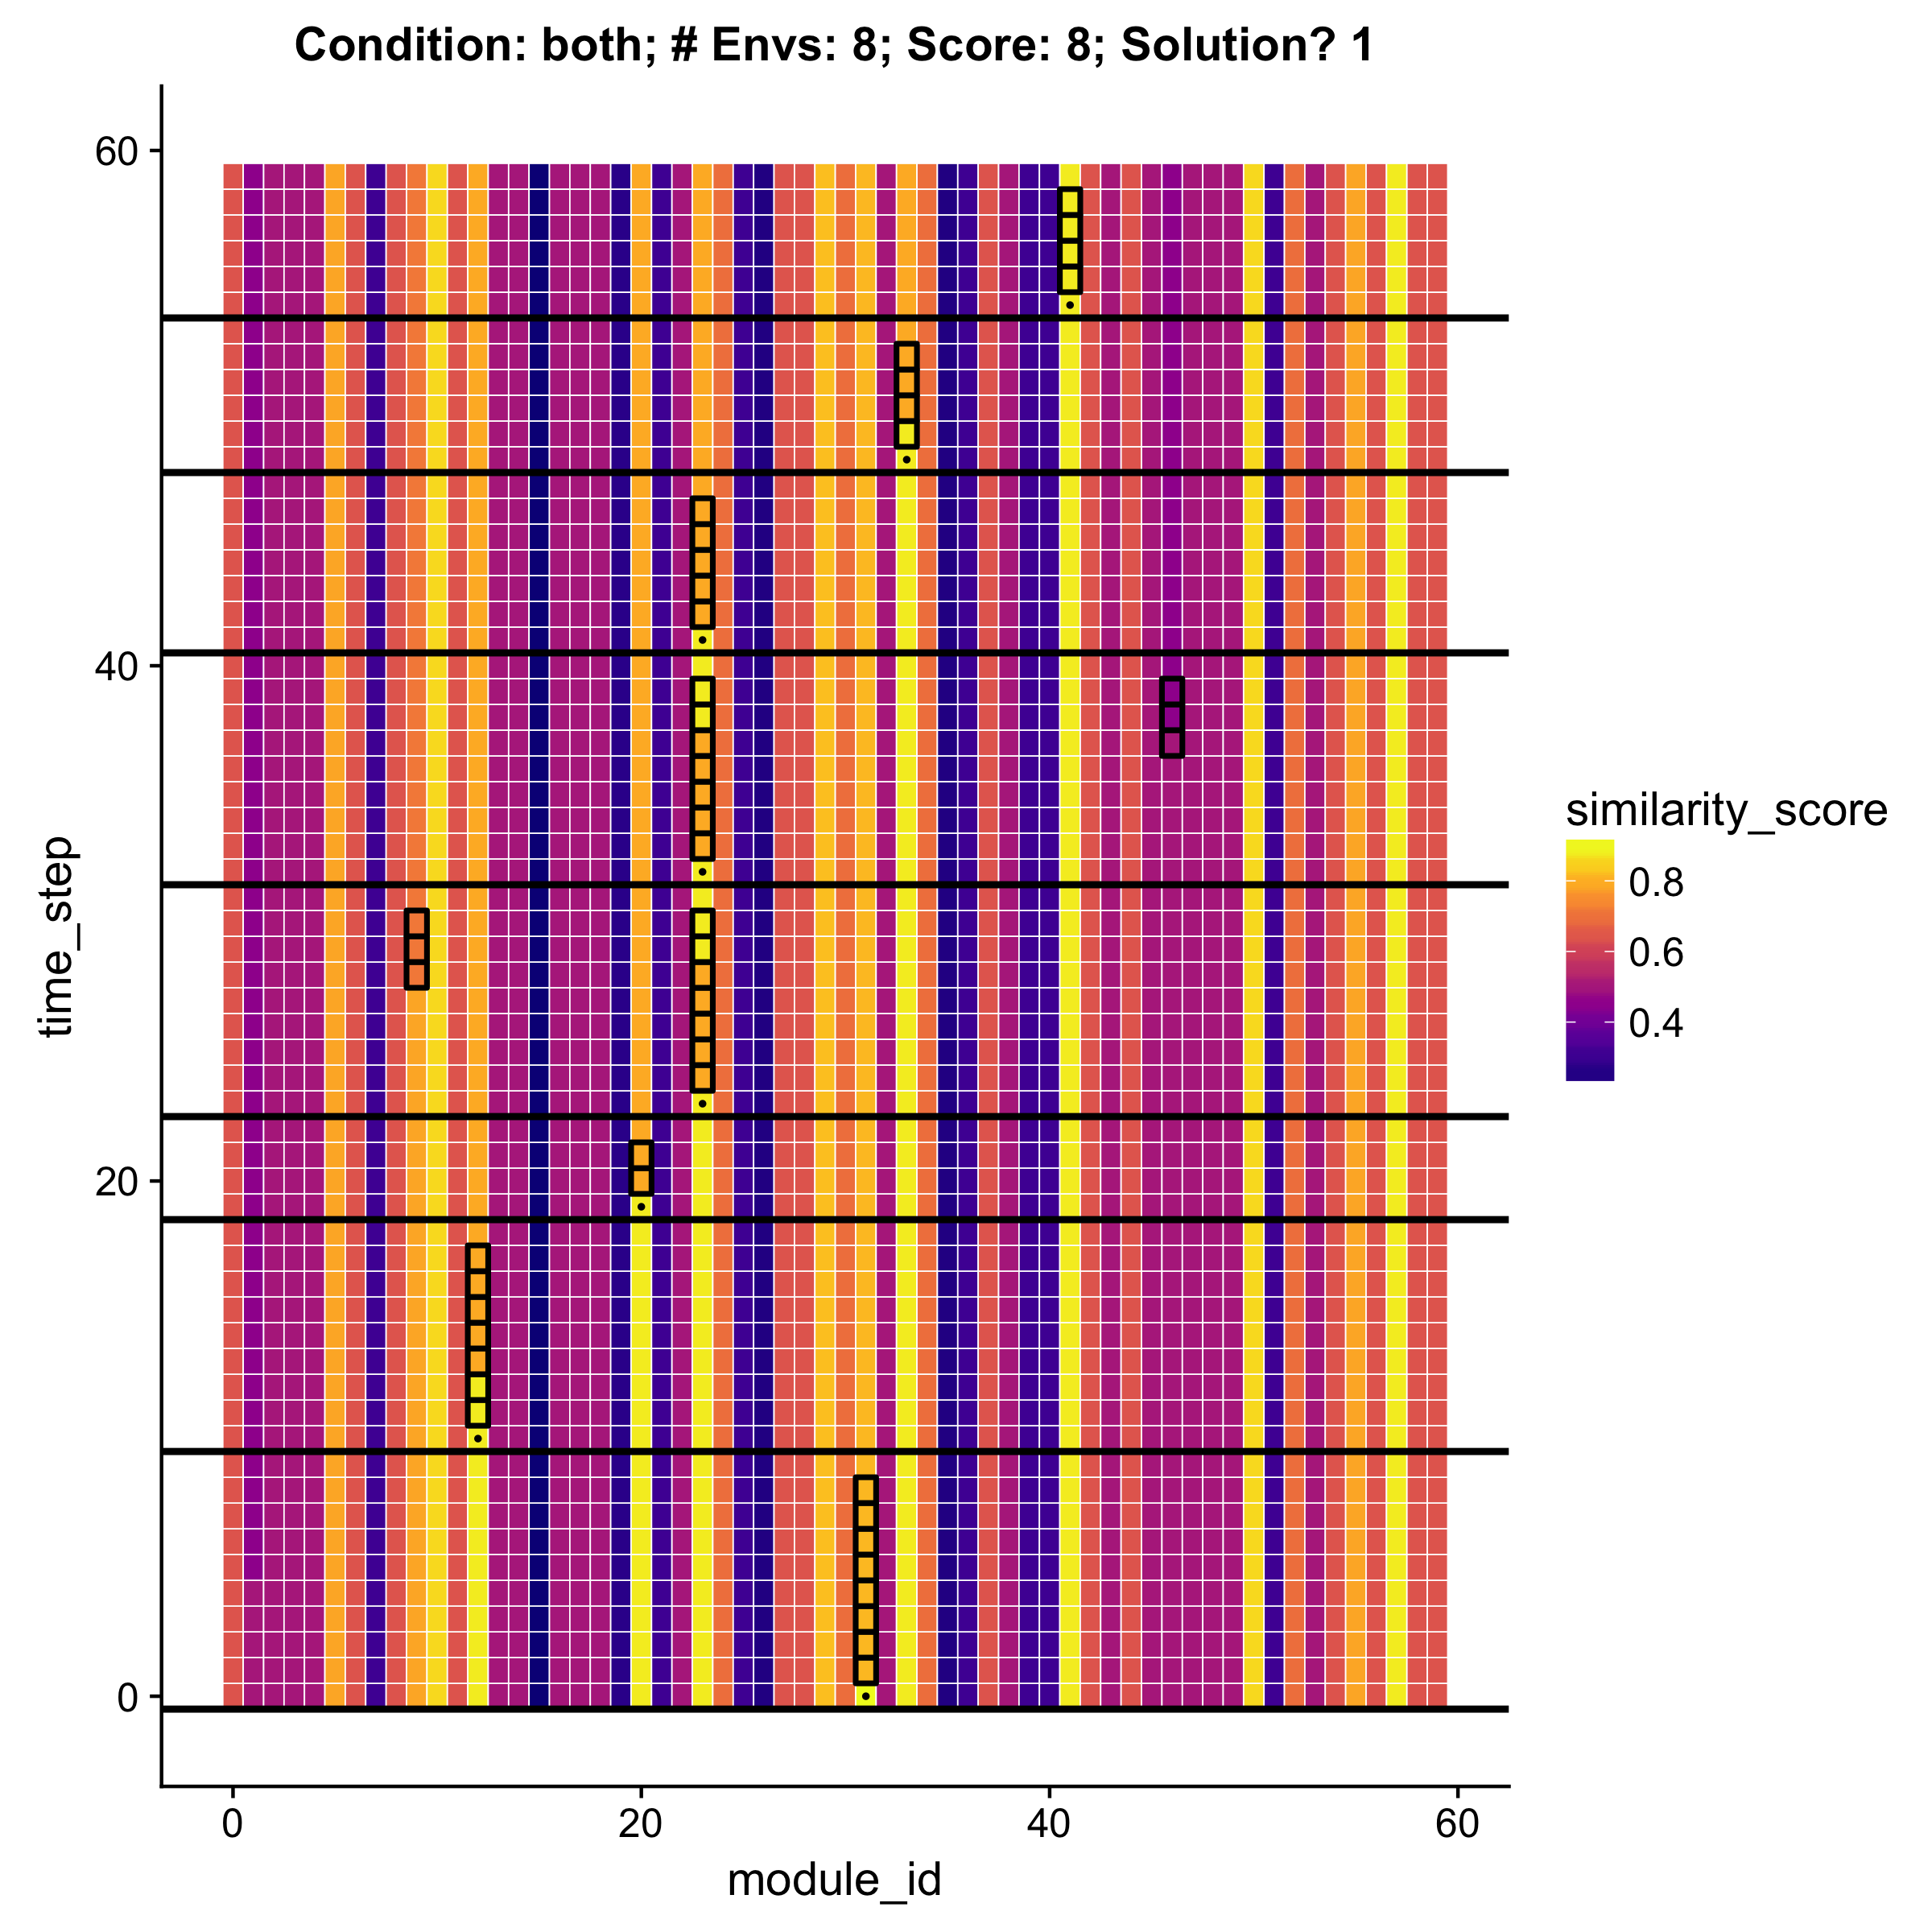 Condition: both; # Envs: 8; Score: 8; Solution? 1
60
40
20
0
time_step
0 20 40 60
module_id
similarity_score
0.8
0.6
0.4